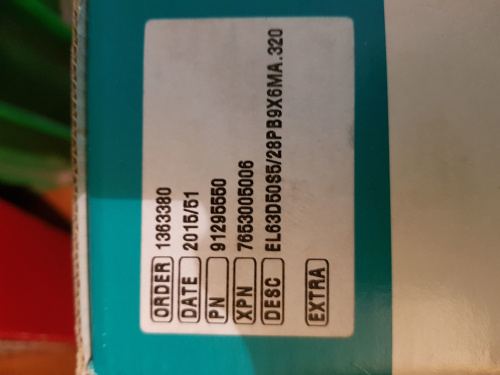 ORDER 1363380
DATE 2015/51
PN 91295550
XPN 7653005006
DESC EL63D50S5/28PB9X6MA.320
EXTRA